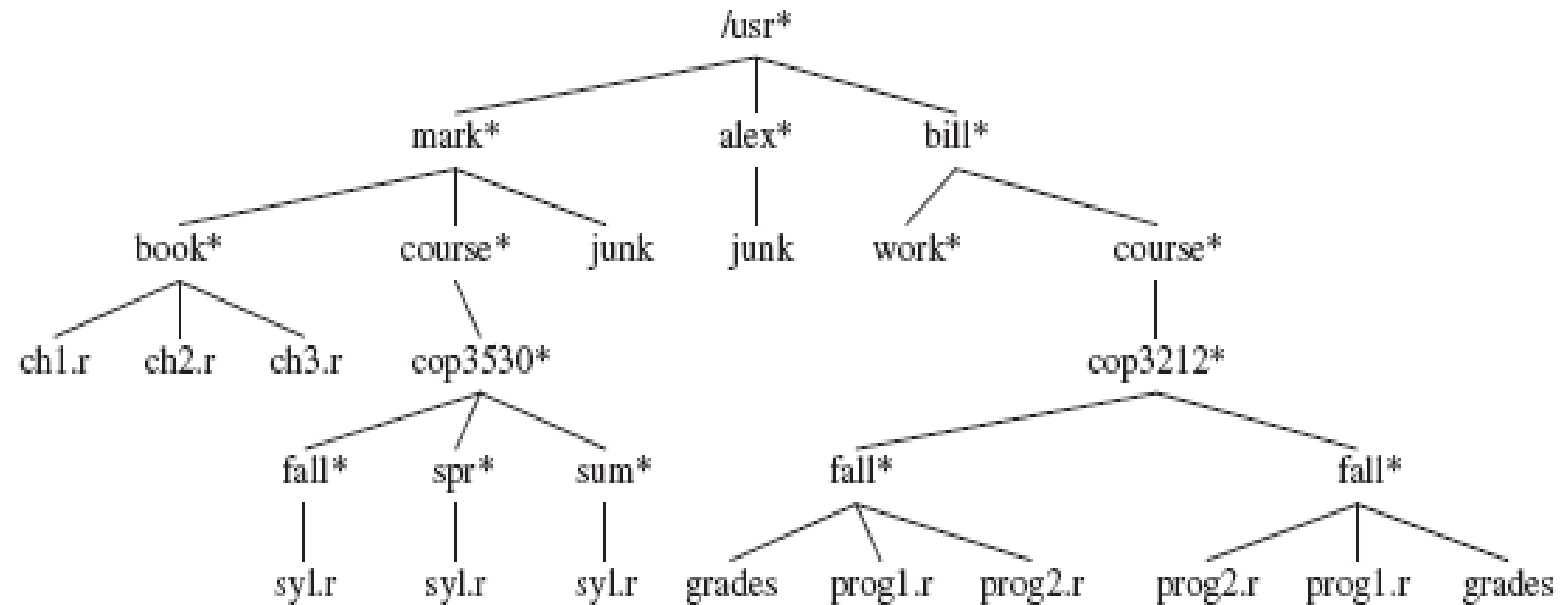 /usr*
mark* alex* bill*
book* course* junk junk work* course*
ch1.r ch2.r ch3.r cop3530* cop3212*
fall* spr* sum* fall* fall*
syl.r syl.r syl.r grades prog1.r prog2.r prog2.r prog1.r grades